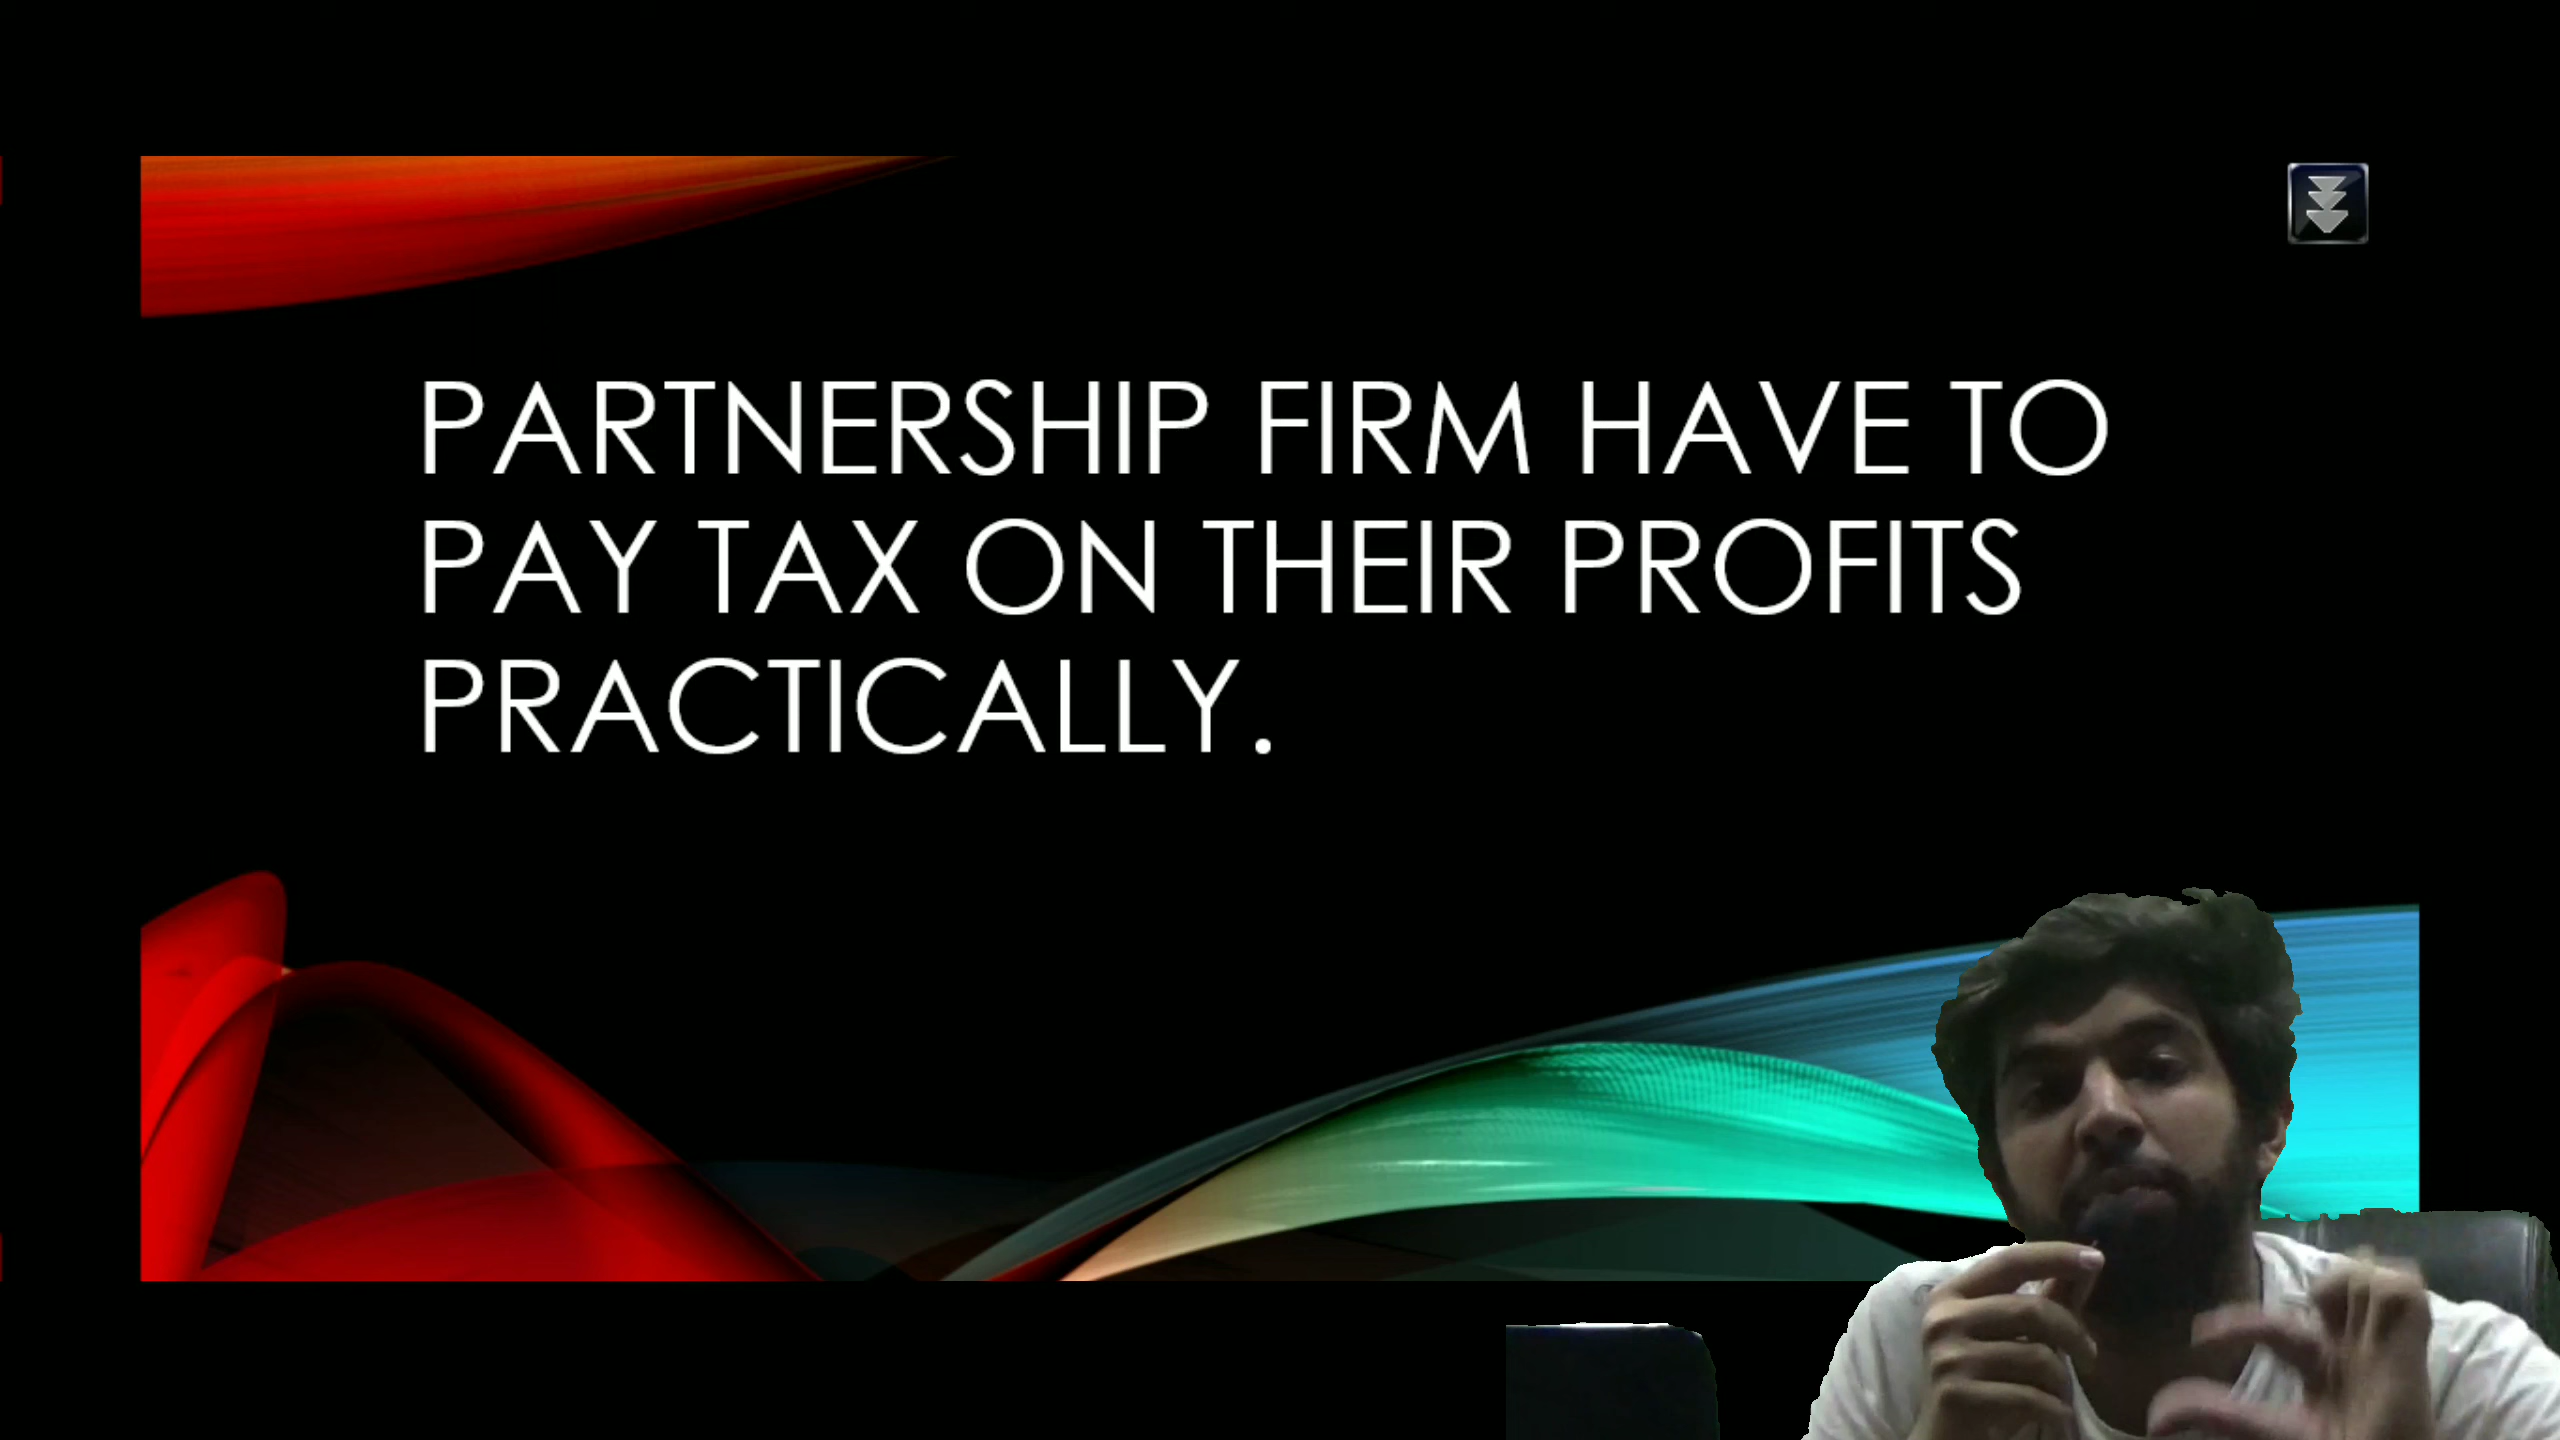 PARTNERSHIP FIRM HAVE TO
PAY TAX ON THEIR PROFITS
PRACTICALLY.